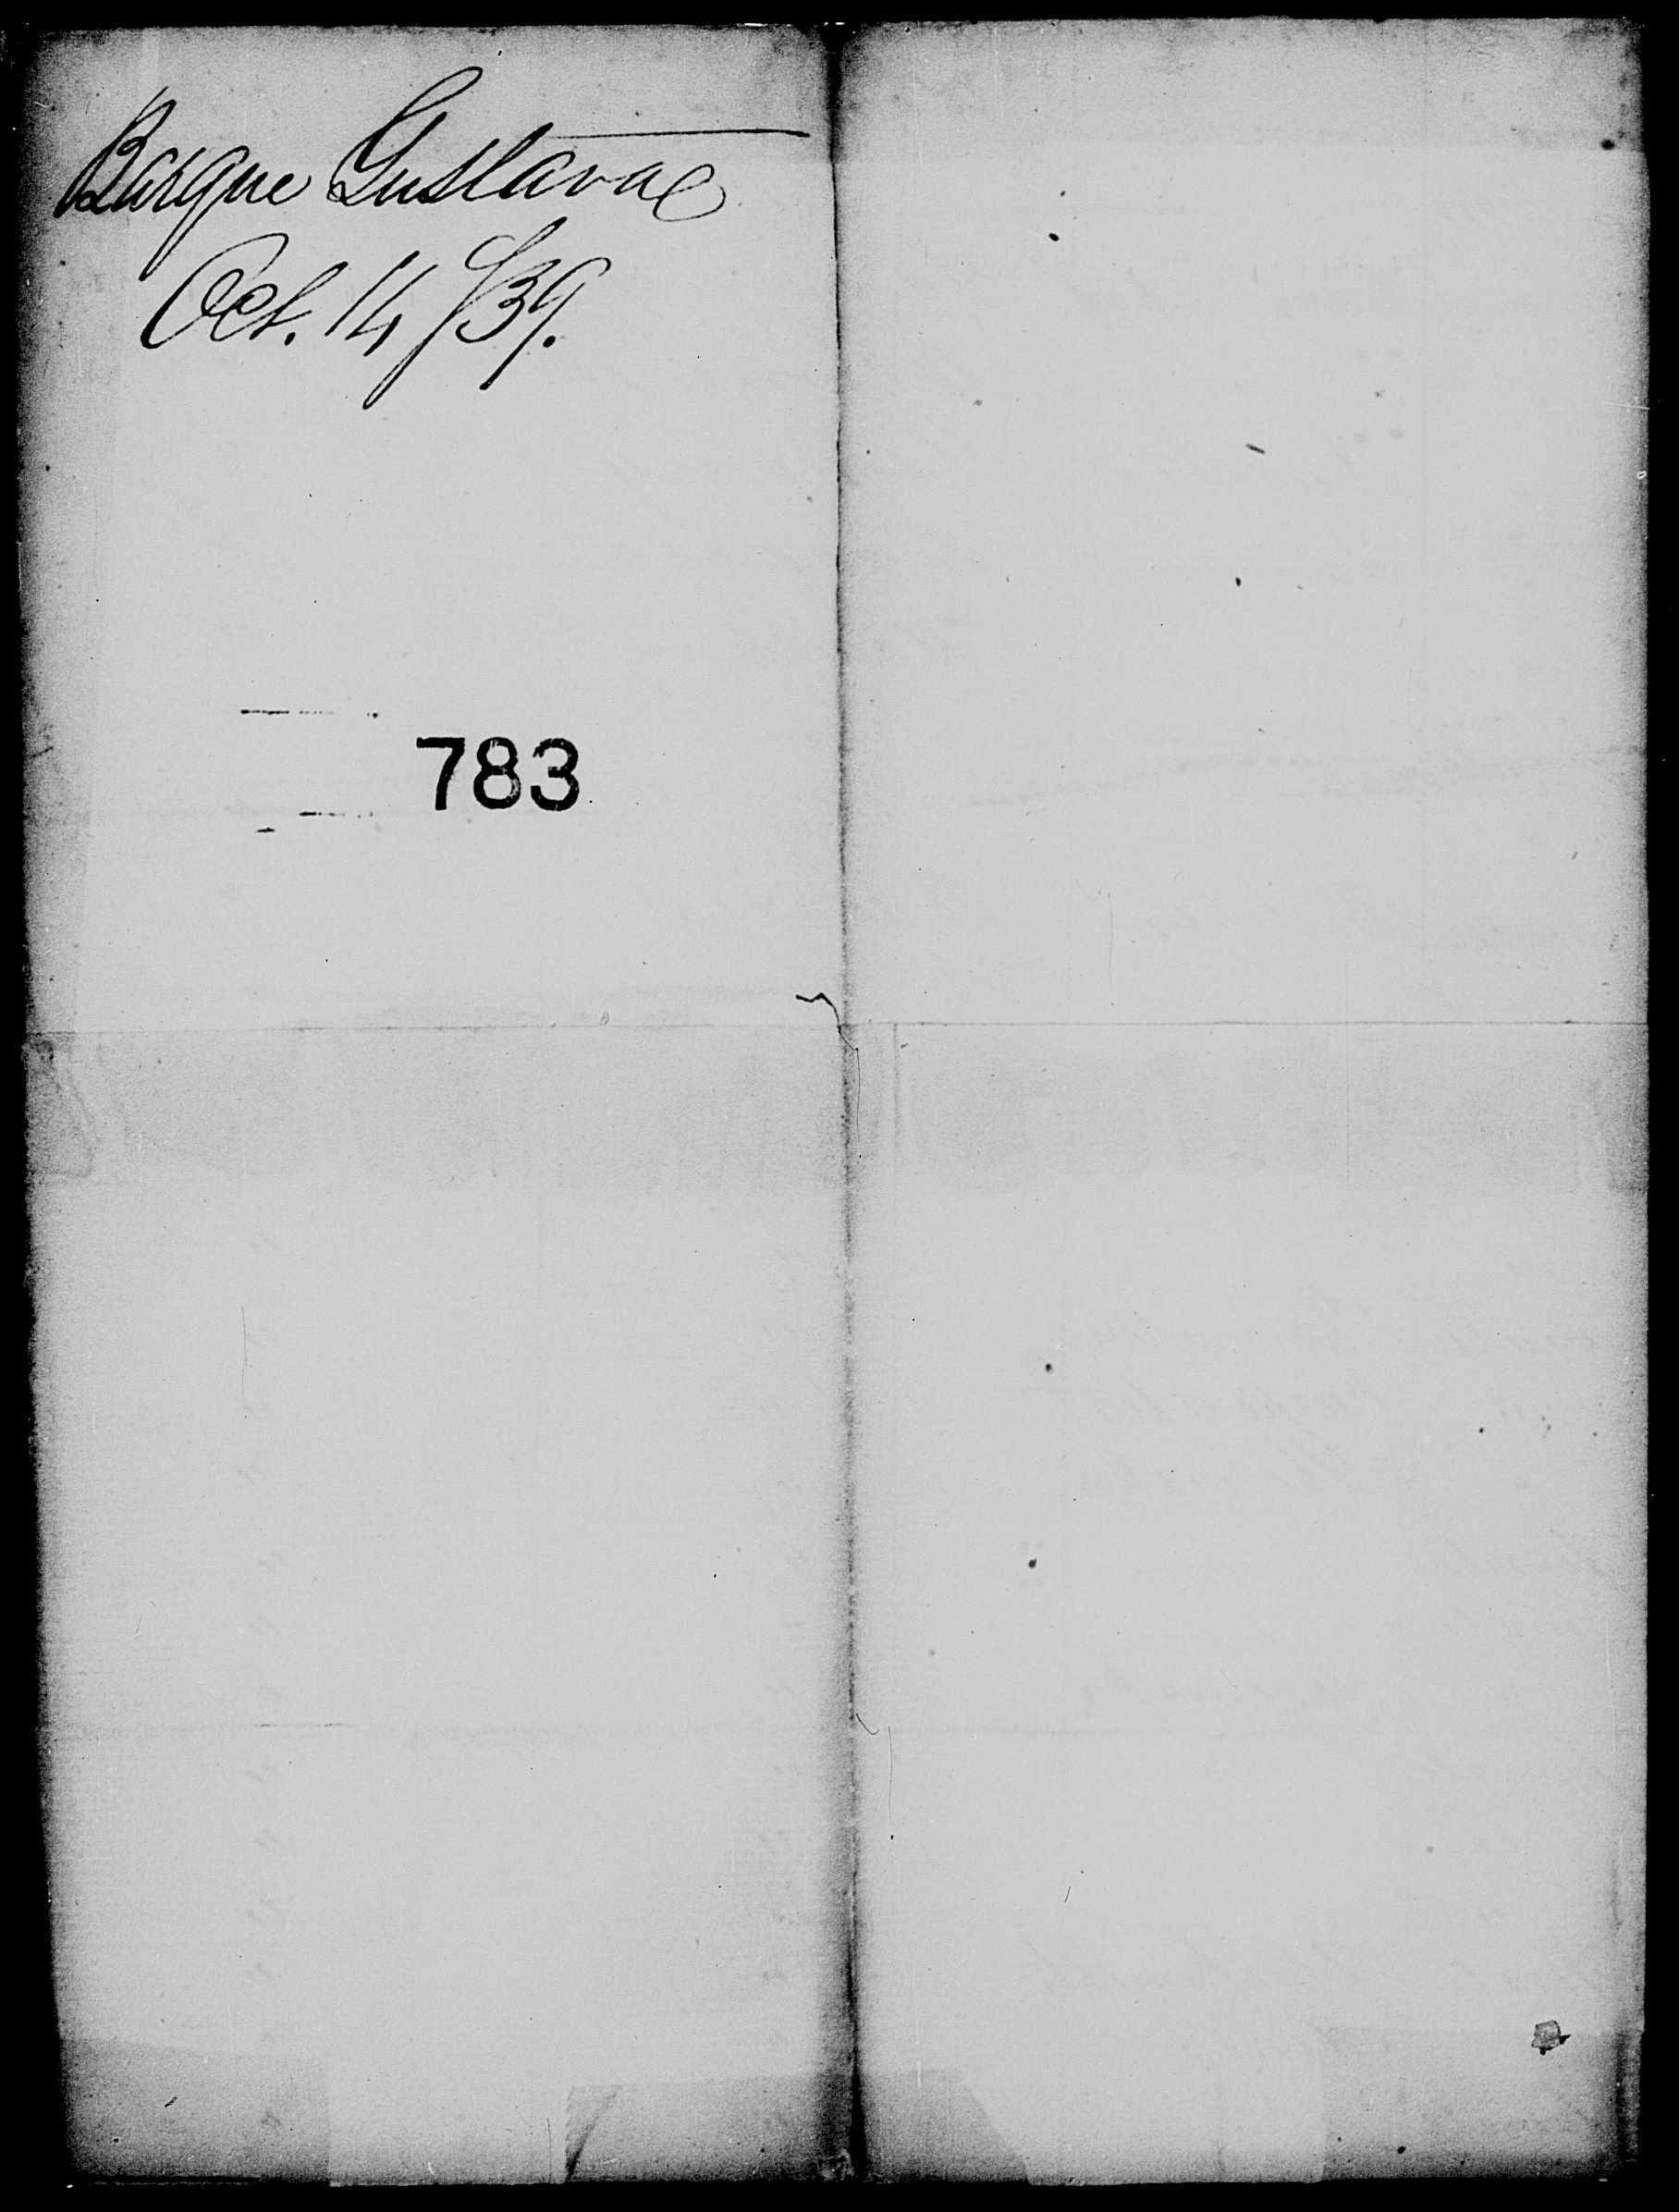 Barque Gustavae
Oct. 14 /39.
783